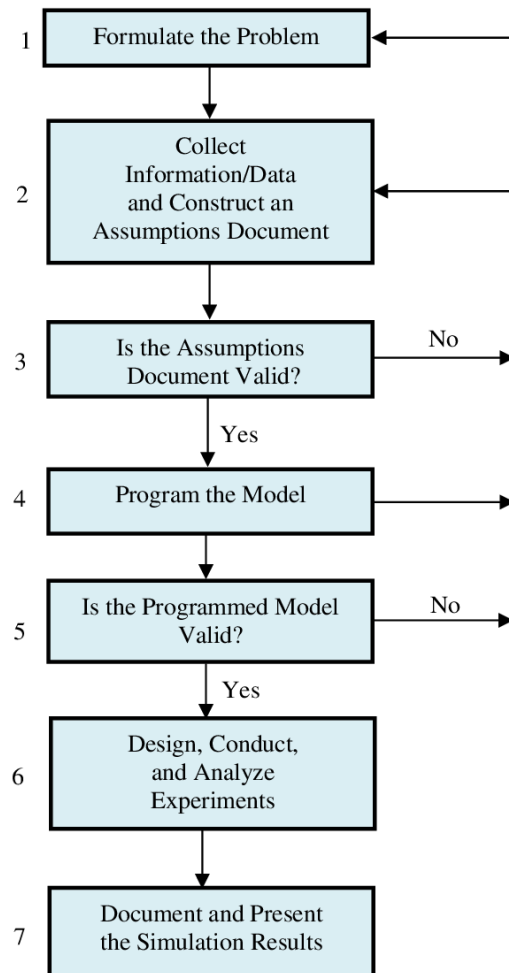 1
Formulate the Problem
2
Collect
Information/Data
and Construct an
Assumptions Document
3
Is the Assumptions
Document Valid?
No
Yes
4
Program the Model
5
Is the Programmed Model
Valid?
No
Yes
6
Design, Conduct,
and Analyze
Experiments
7
Document and Present
the Simulation Results